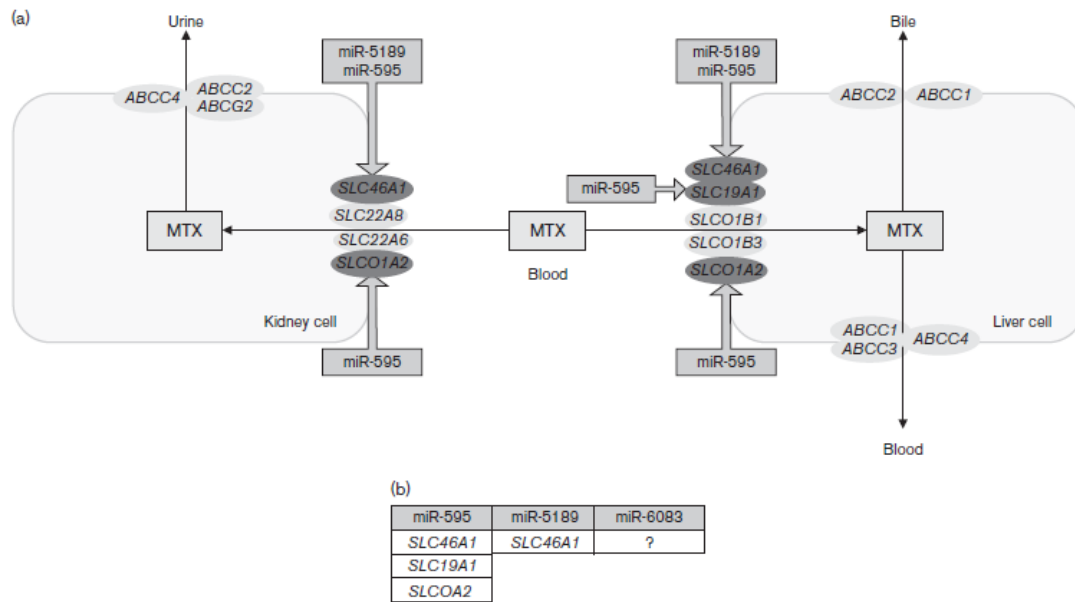 (a)
Urine
Bile
miR-5189
miR-595
miR-5189
miR-595
ABCC4
ABCC2
ABCG2
ABCC2
ABCC1
SLC46A1
SLC22A8
SLC22A6
SLCO1A2
miR-595
SLC46A1
SLC19A1
SLCO1B1
SLCO1B3
SLCO1A2
MTX
MTX
MTX
Blood
Kidney cell
Liver cell
ABCC1
ABCC3
ABCC4
miR-595
miR-595
Blood
(b)
miR-595 miR-5189 miR-6083
SLC46A1 SLC46A1 ?
SLC19A1
SLCOA2